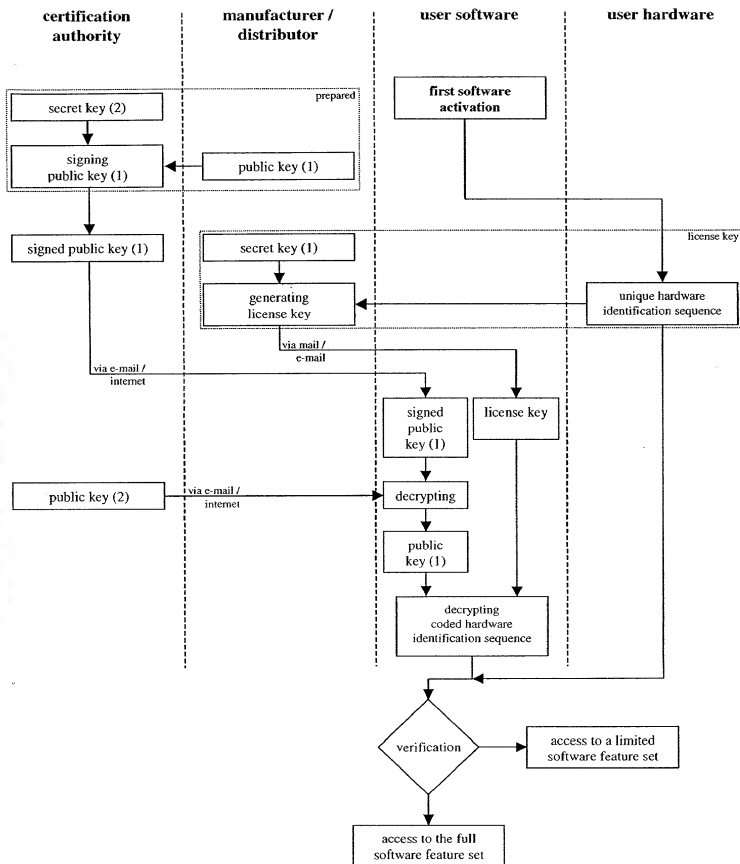 certification
authority
manufacturer /
distributor
user software
user hardware
prepared
secret key (2)
first software
activation
signing
public key (1)
public key (1)
signed public key (1)
secret key (1)
license key
generating
license key
unique hardware
identification sequence
via mail /
e-mail
via e-mail /
internet
signed
public
key (1)
license key
public key (2)
via e-mail /
internet
decrypting
public
key (1)
decrypting
coded hardware
identification sequence
verification
access to a limited
software feature set
access to the full
software feature set